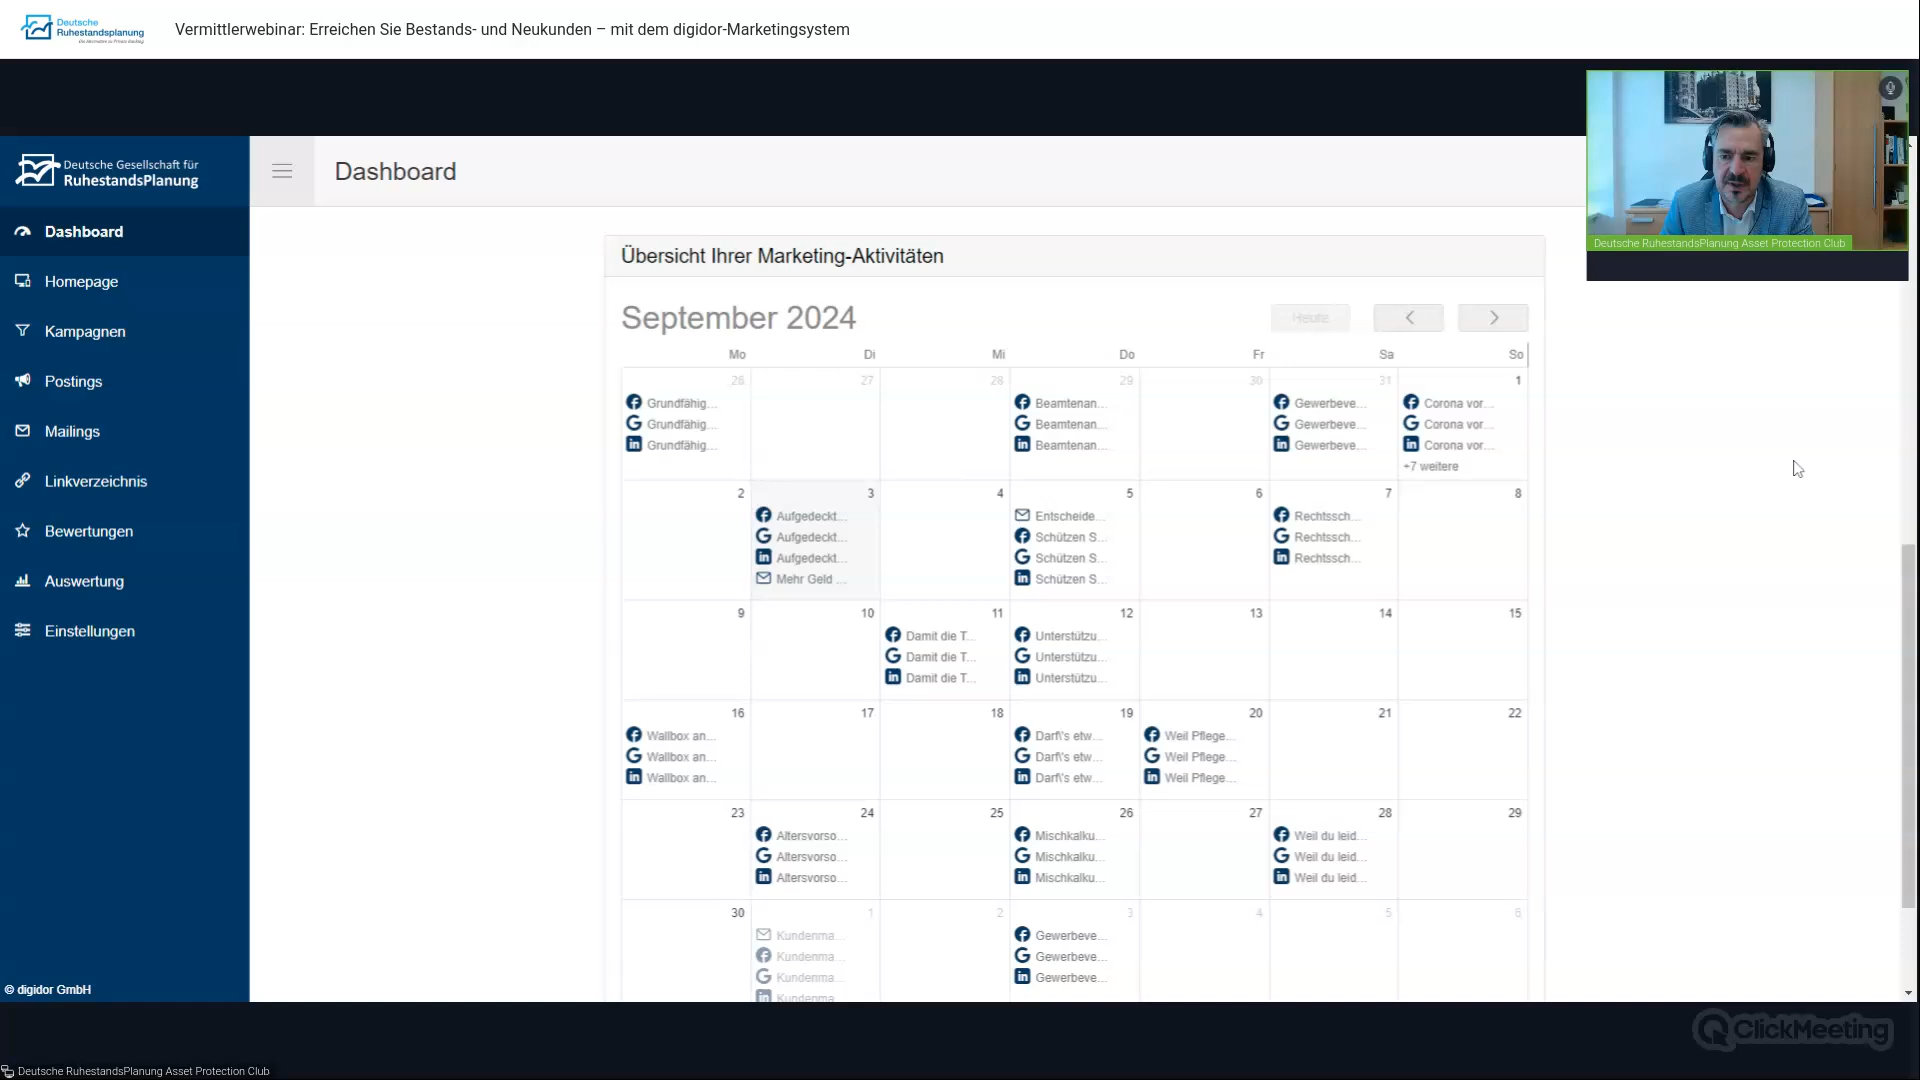 Deutsche
Ruhestandsplanung
Vermittlerwebinar: Erreichen Sie Bestands- und Neukunden – mit dem digidor-Marketingsystem
Deutsche RuhestandsPlanung Asset Protection Club
Deutsche Gesellschaft für
RuhestandsPlanung
Dashboard
Dashboard
Homepage
Kampagnen
Postings
Mailings
Linkverzeichnis
Bewertungen
Auswertung
Einstellungen
© digidor GmbH
Übersicht Ihrer Marketing-Aktivitäten
September 2024
Heute
Mo Di Mi Do Fr Sa So
26 27 28 29 30 31 1
Grundfähig... Beamtenan... Gewerbeve... Corona vor...
Grundfähig... Beamtenan... Gewerbeve... Corona vor...
Grundfähig... Beamtenan... Gewerbeve... Corona vor...
+7 weitere
2 3 4 5 6 7 8
Aufgedeckt... Entscheide... Rechtssch...
Aufgedeckt... Schützen S... Rechtssch...
Aufgedeckt... Schützen S... Rechtssch...
Mehr Geld ... Schützen S...
9 10 11 12 13 14 15
Damit die T... Unterstützu...
Damit die T... Unterstützu...
Damit die T... Unterstützu...
16 17 18 19 20 21 22
Wallbox an... Darf\'s etw... Weil Pflege...
Wallbox an... Darf\'s etw... Weil Pflege...
Wallbox an... Darf\'s etw... Weil Pflege...
23 24 25 26 27 28 29
Altersvorso... Mischkalku... Weil du leid...
Altersvorso... Mischkalku... Weil du leid...
Altersvorso... Mischkalku... Weil du leid...
30 1 2 3 4 5 6
Kundenma... Gewerbeve...
Kundenma... Gewerbeve...
Kundenma... Gewerbeve...
Kundenma...
ClickMeeting
Deutsche RuhestandsPlanung Asset Protection Club